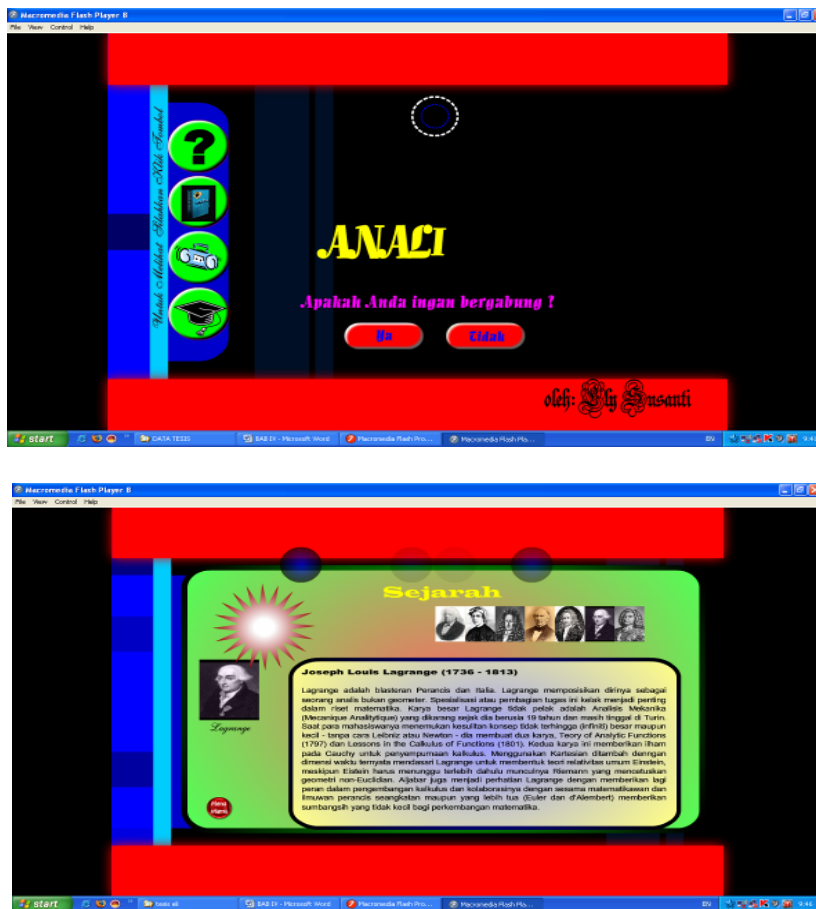 Macromedia Flash Player 8
File View Control Help
Untuk Melihat Silahkan Klik Tombol
?
ANALI
Apakah Anda ingan bergabung ?
Ya
Tidak
oleh: Ely Susanti
start
DATA TESIS
BAB IV - Microsoft Word
Macromedia Flash Pro...
Macromedia Flash Pla...
EN
Macromedia Flash Player 8
File View Control Help
Sejarah
Joseph Louis Lagrange (1736 - 1813)
Lagrange adalah blasteran Perancis dan Italia. Lagrange memposisikan dirinya sebagai
seorang analis bukan geometer. Spesialisasi atau pembagian tugas ini kelak menjadi penting
dalam riset matematika. Karya besar Lagrange tidak pelak adalah Analisis Mekanika
(Mecanique Analitytique) yang dikarang sejak dia berusia 19 tahun dan masih tinggal di Turin.
Saat para mahasiswanya menemukan kesulitan konsep tidak terhingga (infiniti) besar maupun
kecil - tanpa cara Leibniz atau Newton - dia membuat dua karya, Teory of Analytic Functions
(1797) dan Lessons in the Calkulus of Functions (1801). Kedua karya ini memberikan ilham
pada Cauchy untuk penyempurnaan kalkulus. Menggunakan Kartesian ditambah denngan
dimensi waktu ternyata mendasari Lagrange untuk membentuk teori relativitas umum Einstein,
meskipun Eistein harus menunggu terlebih dahulu munculnya Riemann yang mencetuskan
geometri non-Euclidian. Aljabar juga menjadi perhatian Lagrange dengan memberikan lagi
peran dalam pengembangan kalkulus dan kolaborasinya dengan sesama matematikawan dan
ilmuwan perancis seangkatan maupun yang lebih tua (Euler dan d'Alembert) memberikan
sumbangsih yang tidak kecil bagi perkembangan matematika.
Lagrange
start
BAB IV - Microsoft Word
Macromedia Flash Pro...
Macromedia Flash Pla...
EN
9:46